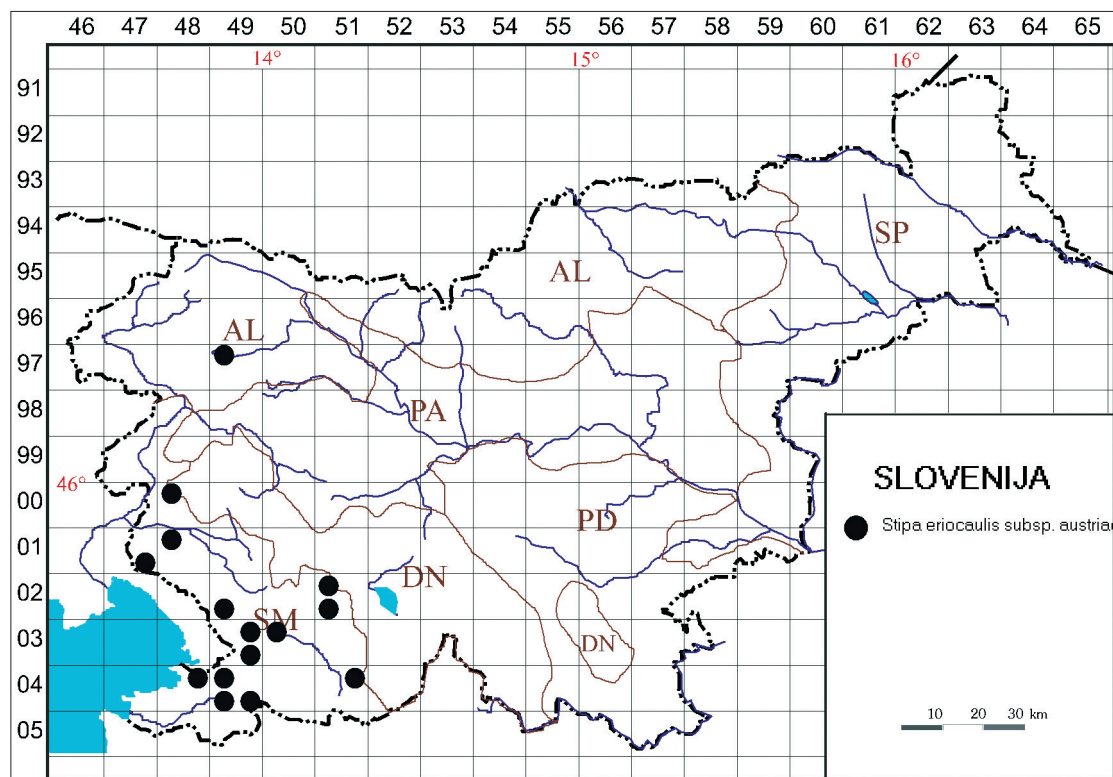 46 47 48 49 50 51 52 53 54 55 56 57 58 59 60 61 62 63 64 65
14° 15° 16°
91
92
93
94 SP
95 AL
96 AL
97
98 PA
99
46° SLOVENIJA
00 PD
01 Stipa eriocaulis subsp. austriac
DN
02
SM
03 DN
04
10 20 30 km
05